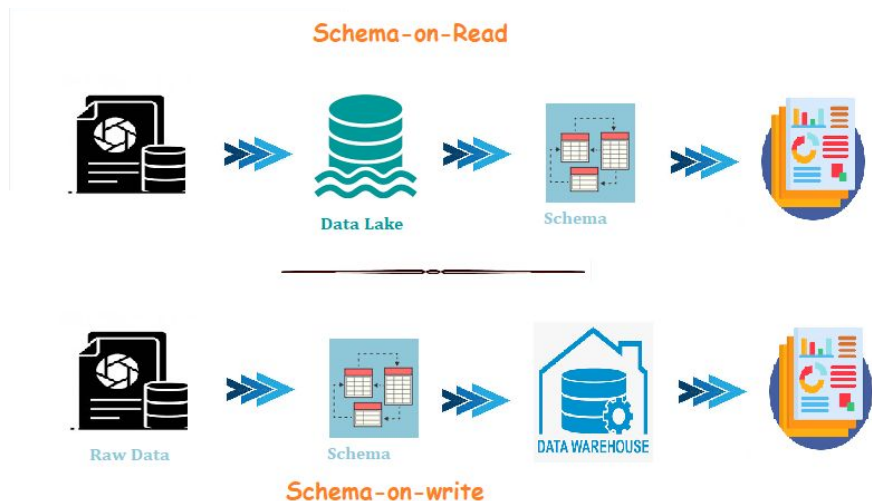 Schema-on-Read
Data Lake
Schema
Raw Data
Schema
DATA WAREHOUSE
Schema-on-write